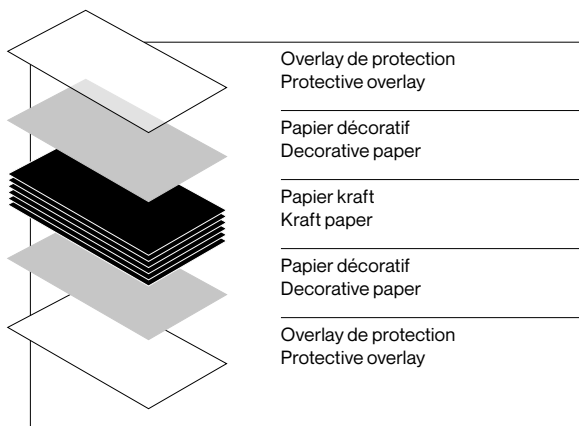 Overlay de protection
Protective overlay
Papier décoratif
Decorative paper
Papier kraft
Kraft paper
Papier décoratif
Decorative paper
Overlay de protection
Protective overlay